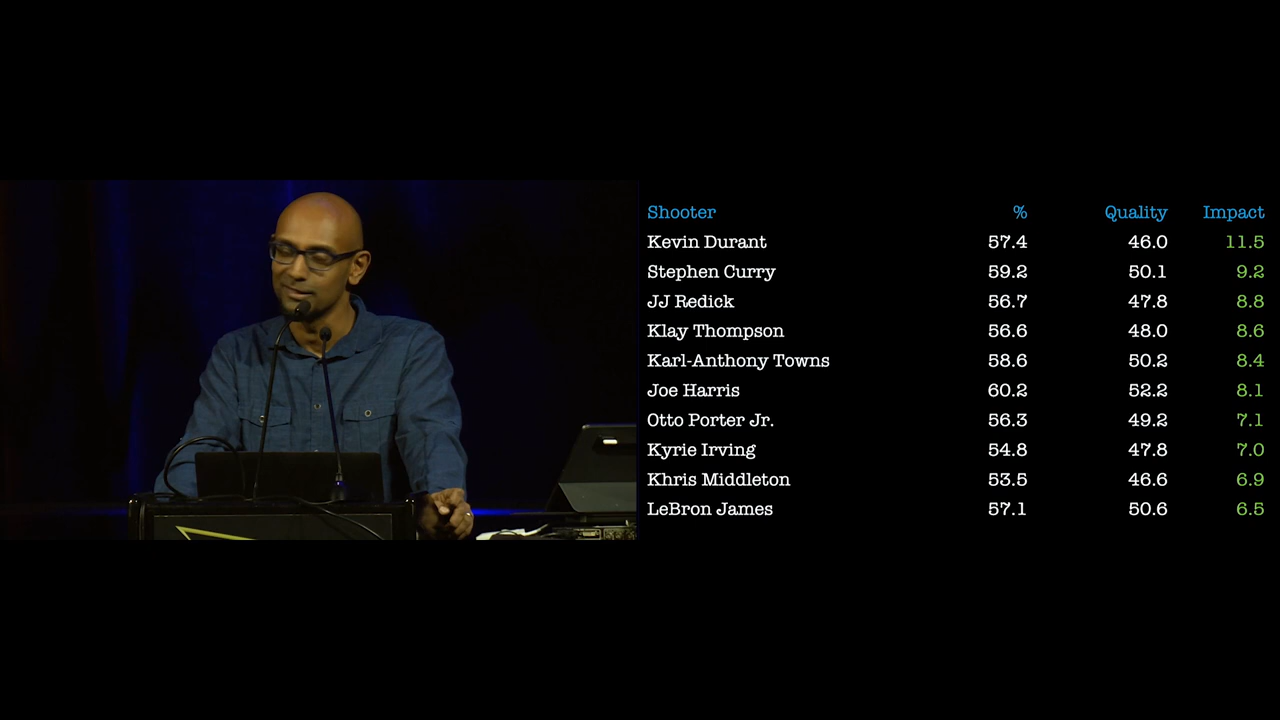 Shooter % Quality Impact
Kevin Durant 57.4 46.0 11.5
Stephen Curry 59.2 50.1 9.2
JJ Redick 56.7 47.8 8.8
Klay Thompson 56.6 48.0 8.6
Karl-Anthony Towns 58.6 50.2 8.4
Joe Harris 60.2 52.2 8.1
Otto Porter Jr. 56.3 49.2 7.1
Kyrie Irving 54.8 47.8 7.0
Khris Middleton 53.5 46.6 6.9
LeBron James 57.1 50.6 6.5